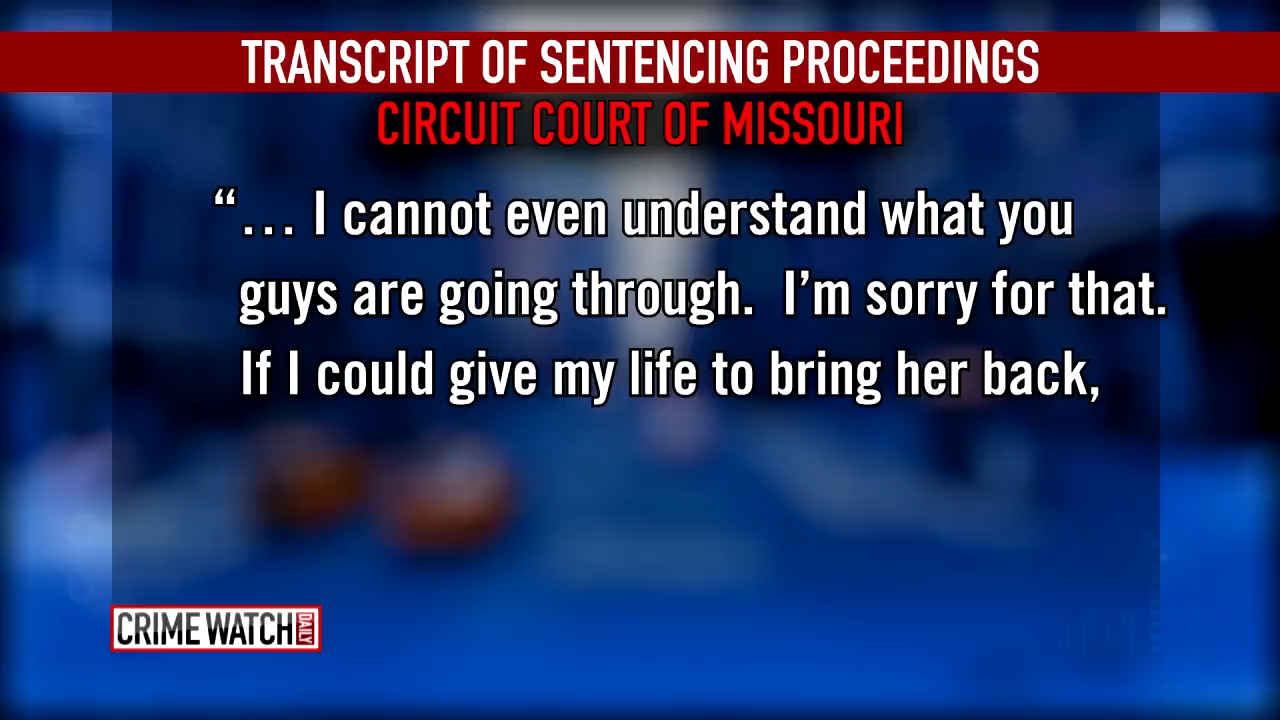 TRANSCRIPT OF SENTENCING PROCEEDINGS
CIRCUIT COURT OF MISSOURI
“... I cannot even understand what you
guys are going through. I’m sorry for that.
If I could give my life to bring her back,
CRIME WATCH DAILY